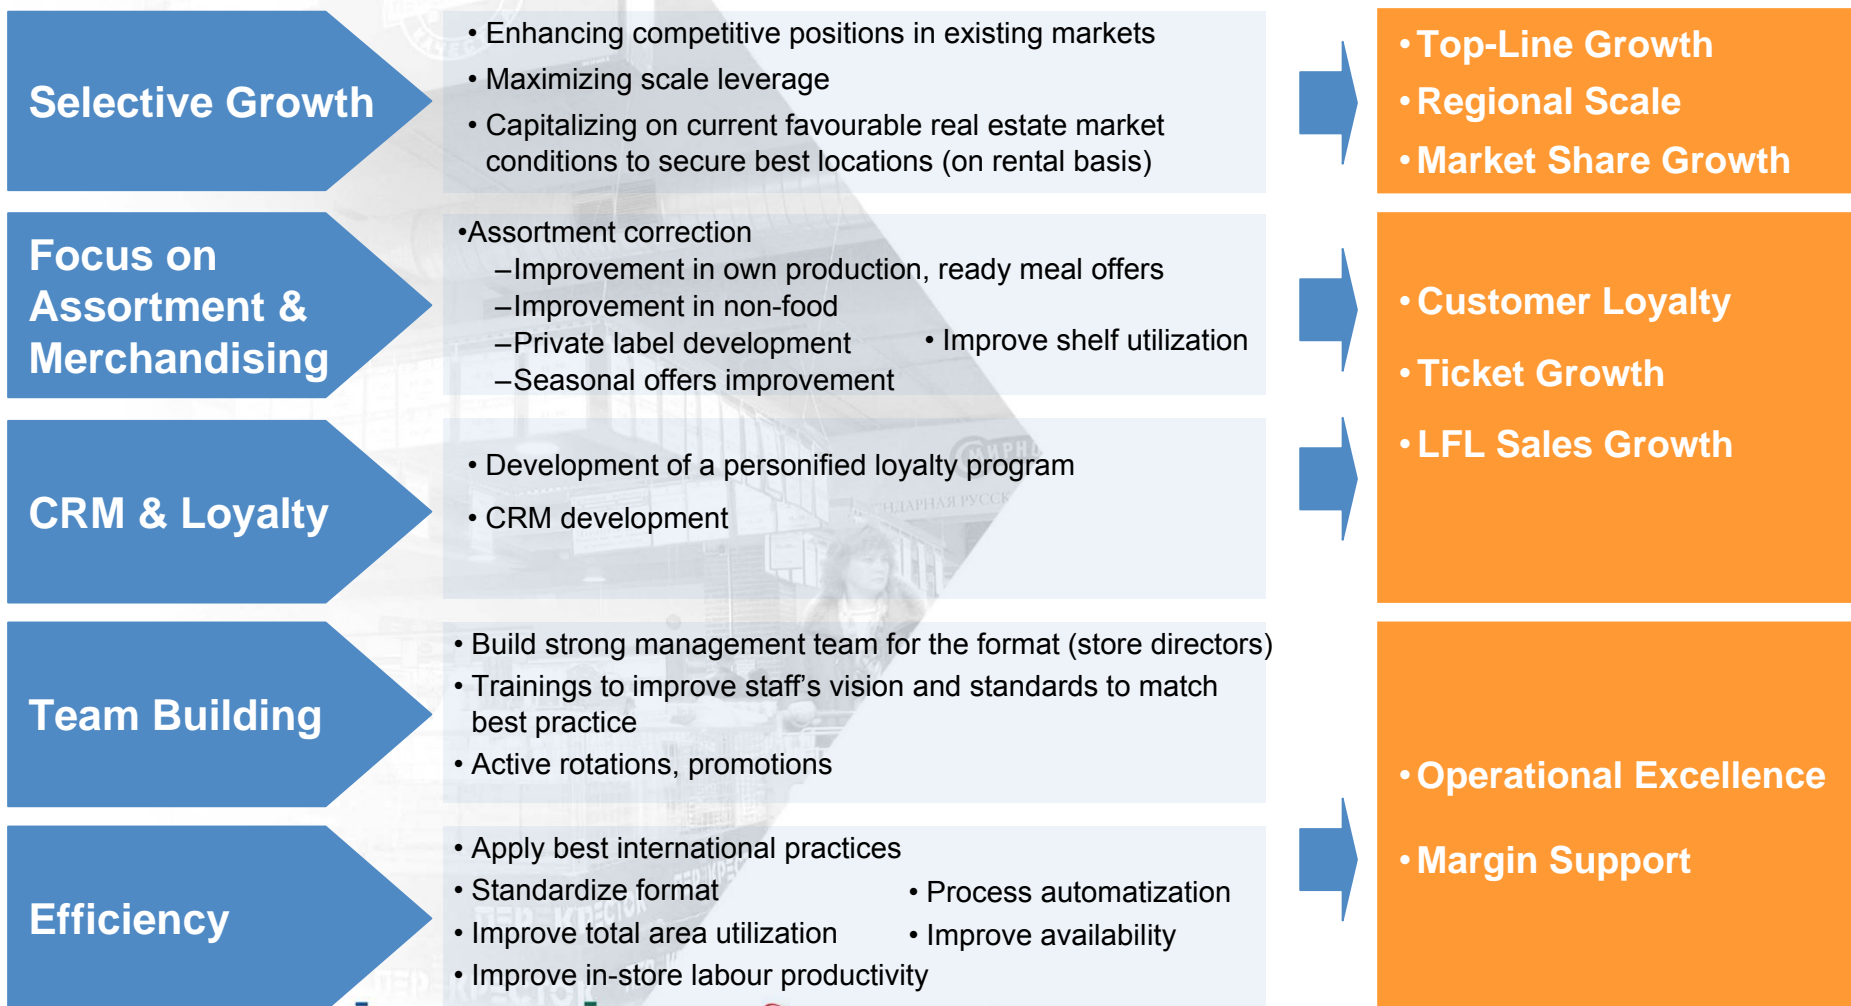 Selective Growth
• Enhancing competitive positions in existing markets
• Maximizing scale leverage
• Capitalizing on current favourable real estate market
conditions to secure best locations (on rental basis)
• Top-Line Growth
• Regional Scale
• Market Share Growth
Focus on
Assortment &
Merchandising
•Assortment correction
–Improvement in own production, ready meal offers
–Improvement in non-food
–Private label development
–Seasonal offers improvement
• Improve shelf utilization
• Customer Loyalty
• Ticket Growth
• LFL Sales Growth
CRM & Loyalty
• Development of a personified loyalty program
• CRM development
Team Building
• Build strong management team for the format (store directors)
• Trainings to improve staff’s vision and standards to match
best practice
• Active rotations, promotions
Efficiency
• Apply best international practices
• Standardize format
• Improve total area utilization
• Improve in-store labour productivity
• Process automatization
• Improve availability
• Operational Excellence
• Margin Support